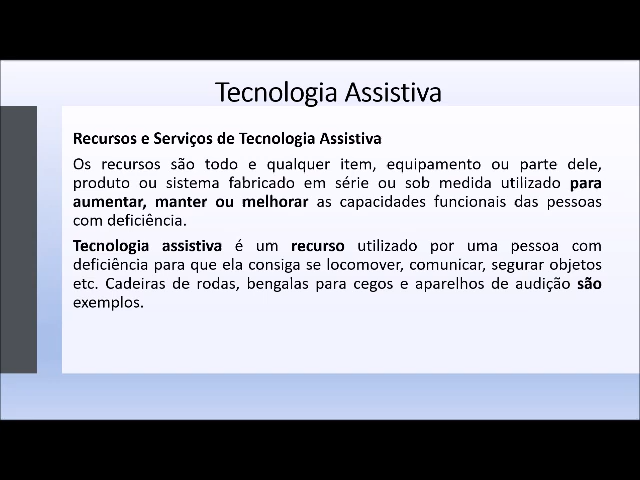 Tecnologia Assistiva
Recursos e Serviços de Tecnologia Assistiva
Os recursos são todo e qualquer item, equipamento ou parte dele,
produto ou sistema fabricado em série ou sob medida utilizado para
aumentar, manter ou melhorar as capacidades funcionais das pessoas
com deficiência.
Tecnologia assistiva é um recurso utilizado por uma pessoa com
deficiência para que ela consiga se locomover, comunicar, segurar objetos
etc. Cadeiras de rodas, bengalas para cegos e aparelhos de audição são
exemplos.